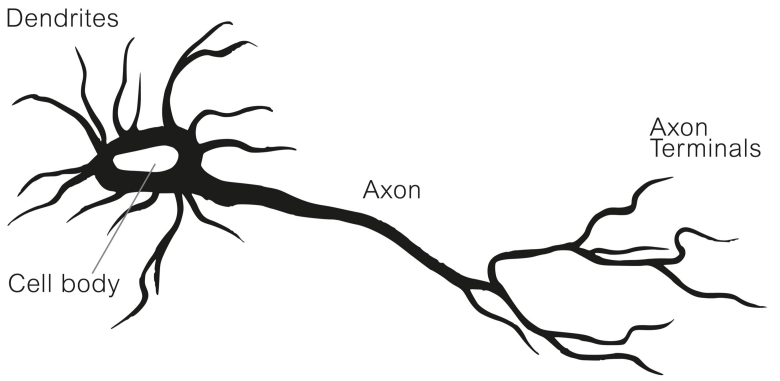 Dendrites
Axon
Terminals
Axon
Cell body